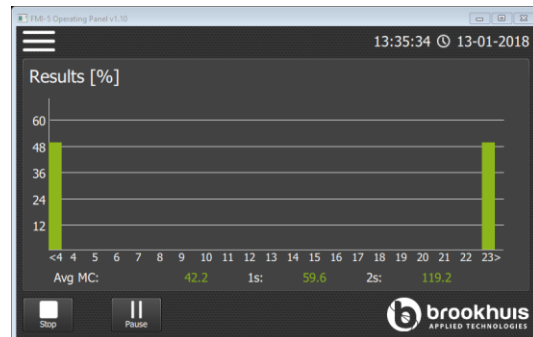 FMI-S Operating Panel v1.10
13:35:34 13-01-2018
Results [%]
60
48
36
24
12
<4 4 5 6 7 8 9 10 11 12 13 14 15 16 17 18 19 20 21 22 23>
Avg MC: 42.2 1s: 59.6 2s: 119.2
Stop Pause
brookhuis
APPLIED TECHNOLOGIES